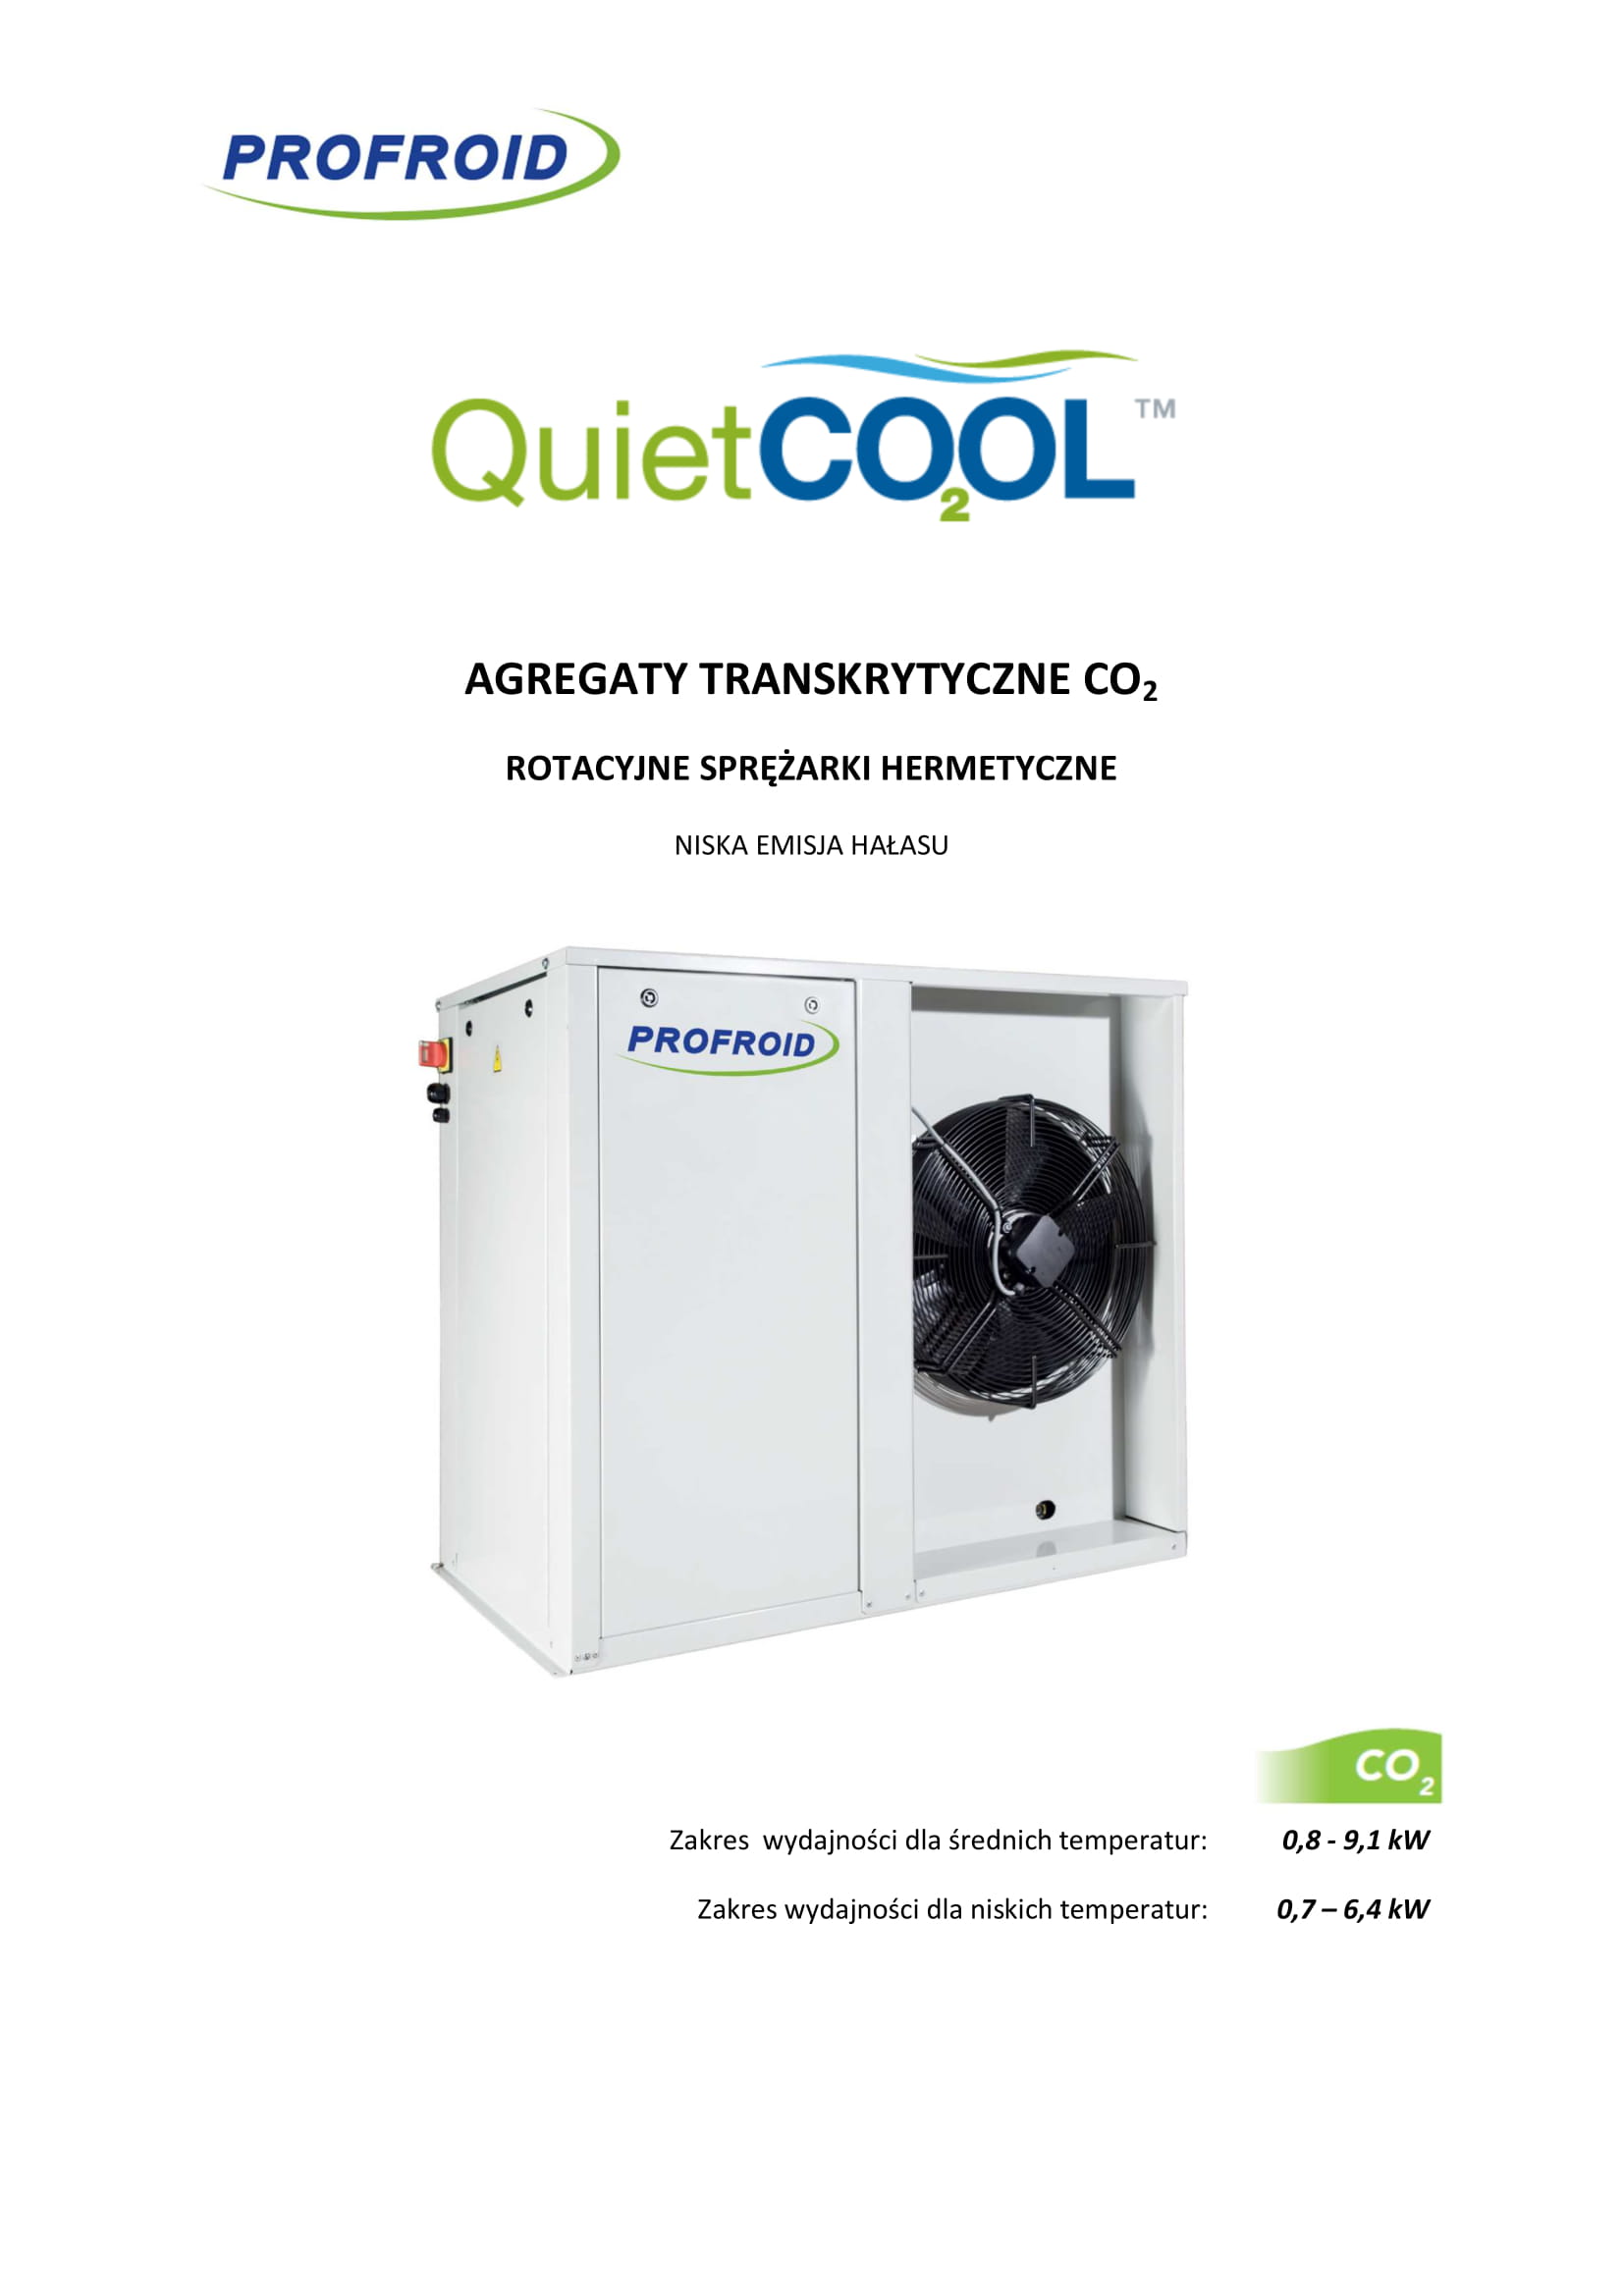 PROFROID
QuietCO₂OL™
AGREGATY TRANSKRYTYCZNE CO₂
ROTACYJNE SPRĘŻARKI HERMETYCZNE
NISKA EMISJA HAŁASU
PROFROID
CO₂
Zakres wydajności dla średnich temperatur: 0,8 - 9,1 kW
Zakres wydajności dla niskich temperatur: 0,7 – 6,4 kW